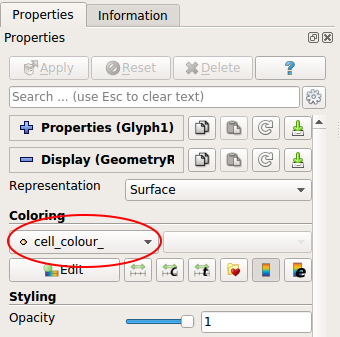 Properties Information
Properties
Apply Reset Delete ?
Search ... (use Esc to clear text)
Properties (Glyph1)
Display (GeometryR
Representation Surface
Coloring
cell_colour_
Edit c t e
Styling
Opacity 1